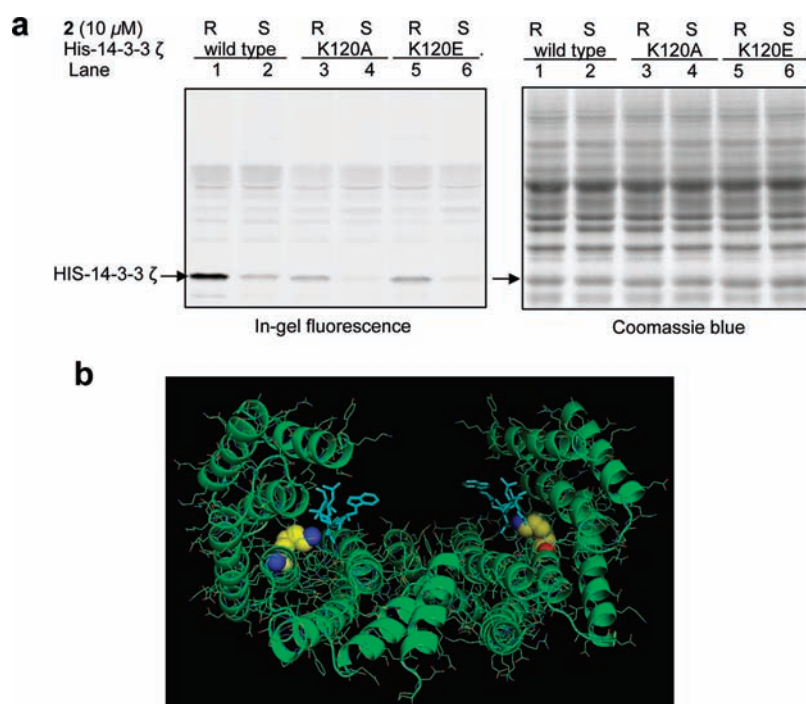 a
2 (10 µM) R S R S R S R S R S R S
His-14-3-3 ζ wild type K120A K120E . wild type K120A K120E
Lane 1 2 3 4 5 6 1 2 3 4 5 6
HIS-14-3-3 ζ
In-gel fluorescence Coomassie blue
b